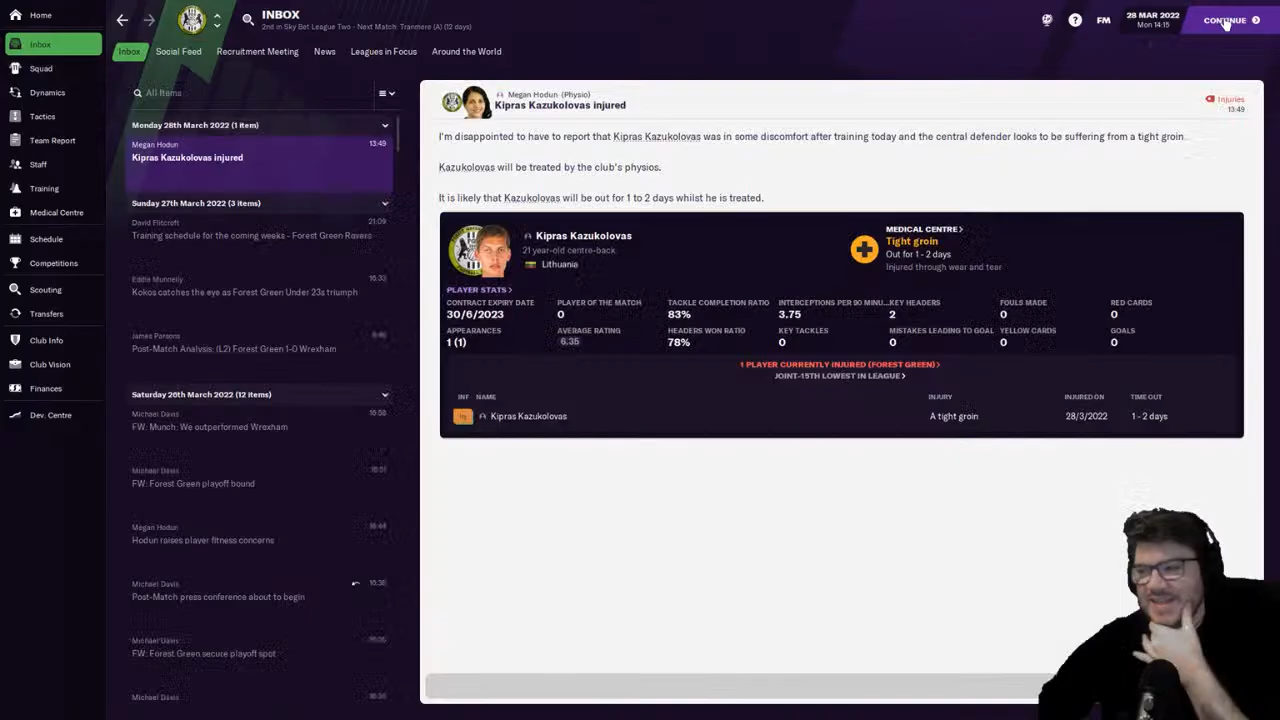 Home
Inbox
Squad
Dynamics
Tactics
Team Report
Staff
Training
Medical Centre
Schedule
Competitions
Scouting
Transfers
Club Info
Club Vision
Finances
Dev. Centre
INBOX
2nd in Sky Bet League Two - Next Match: Tranmere (A) (12 days)
FM
28 MAR 2022
Mon 14:15
CONTINUE
Inbox
Social Feed
Recruitment Meeting
News
Leagues in Focus
Around the World
All Items
Monday 28th March 2022 (1 item)
Megan Hodun 13:49
Kipras Kazukolovas injured
Sunday 27th March 2022 (3 items)
David Flitcroft 21:09
Training schedule for the coming weeks - Forest Green Rovers
Eddie Munnelly 16:33
Kokos catches the eye as Forest Green Under 23s triumph
James Parsons
Post-Match Analysis: (L2) Forest Green 1-0 Wrexham
Saturday 26th March 2022 (12 items)
Michael Davis 16:58
FW: Munch: We outperformed Wrexham
Michael Davis 16:51
FW: Forest Green playoff bound
Megan Hodun 16:44
Hodun raises player fitness concerns
Michael Davis 16:38
Post-Match press conference about to begin
Michael Davis
FW: Forest Green secure playoff spot
Michael Davis
Megan Hodun (Physio)
Kipras Kazukolovas injured
Injuries
13:49
I'm disappointed to have to report that Kipras Kazukolovas was in some discomfort after training today and the central defender looks to be suffering from a tight groin.
Kazukolovas will be treated by the club's physios.
It is likely that Kazukolovas will be out for 1 to 2 days whilst he is treated.
Kipras Kazukolovas
21 year-old centre-back
Lithuania
MEDICAL CENTRE >
Tight groin
Out for 1 - 2 days
Injured through wear and tear
PLAYER STATS >
CONTRACT EXPIRY DATE PLAYER OF THE MATCH TACKLE COMPLETION RATIO INTERCEPTIONS PER 90 MINU... KEY HEADERS FOULS MADE RED CARDS
30/6/2023 0 83% 3.75 2 0 0
APPEARANCES AVERAGE RATING HEADERS WON RATIO KEY TACKLES MISTAKES LEADING TO GOAL YELLOW CARDS GOALS
1 (1) 6.35 78% 0 0 0 0
1 PLAYER CURRENTLY INJURED (FOREST GREEN) >
JOINT-15TH LOWEST IN LEAGUE >
INF NAME INJURY INJURED ON TIME OUT
Inj Kipras Kazukolovas A tight groin 28/3/2022 1 - 2 days